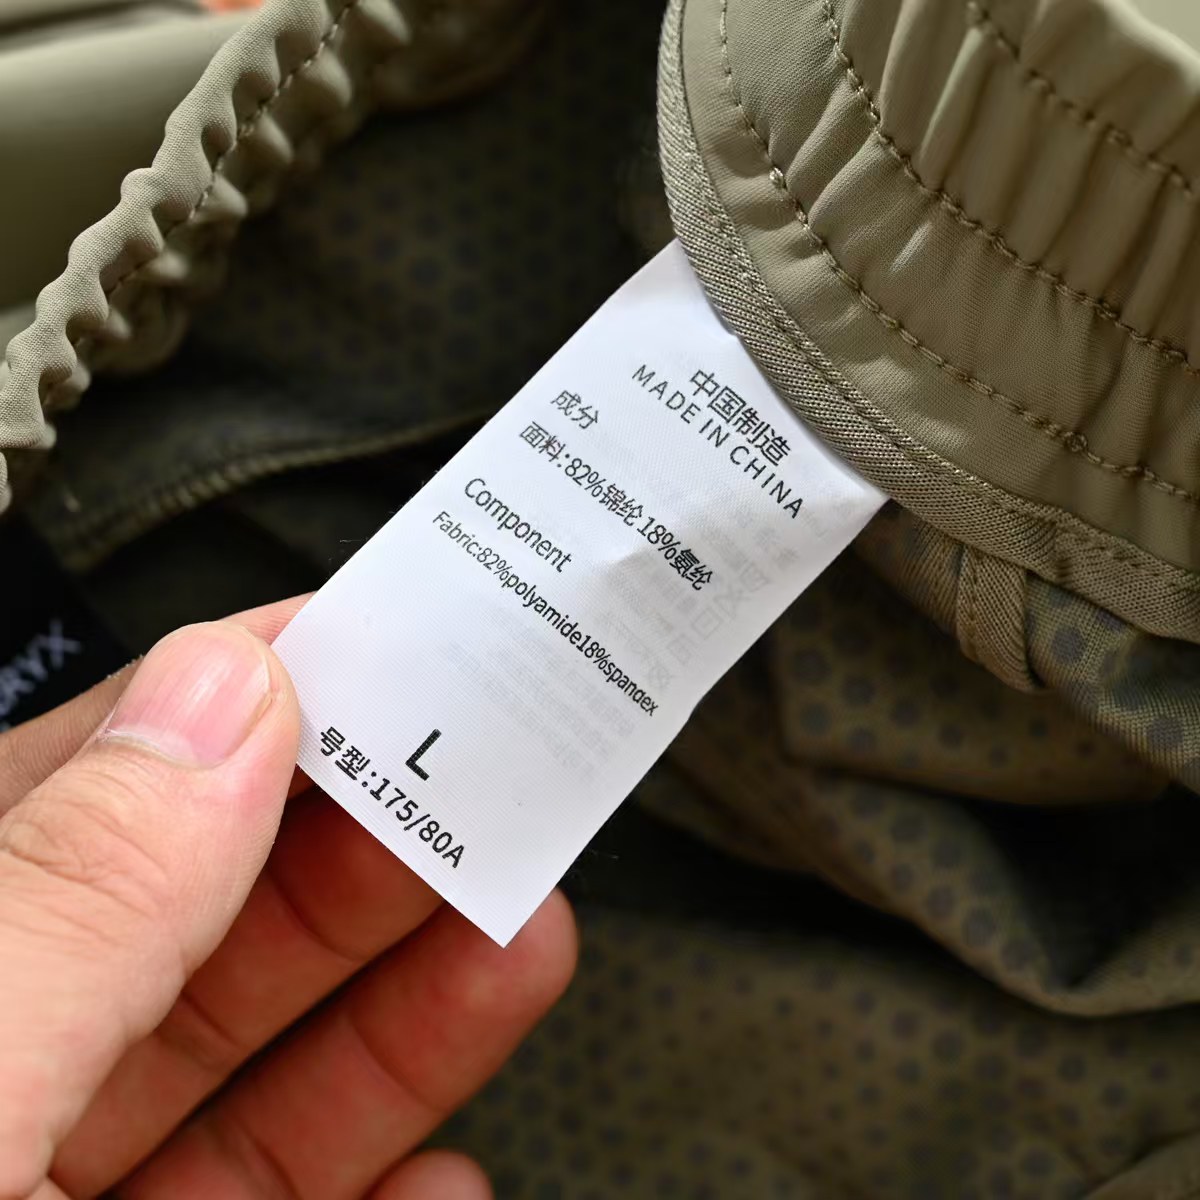 中国制造
MADE IN CHINA
成分
面料:82%锦纶 18%氨纶
Component
Fabric:82%polyamide18%spandex
L
号型:175/80A